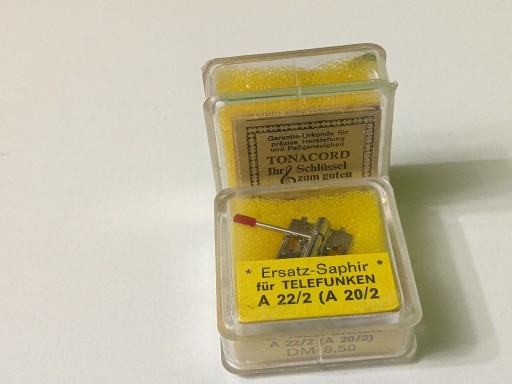 Garantie-Urkunde für
präzise Herstellung
und Paßgenauigkeit
TONACORD
Ihr Schlüssel
zum guten
* Ersatz-Saphir *
für TELEFUNKEN
A 22/2 (A 20/2
A 22/2 (A 20/2)
DM 8,50